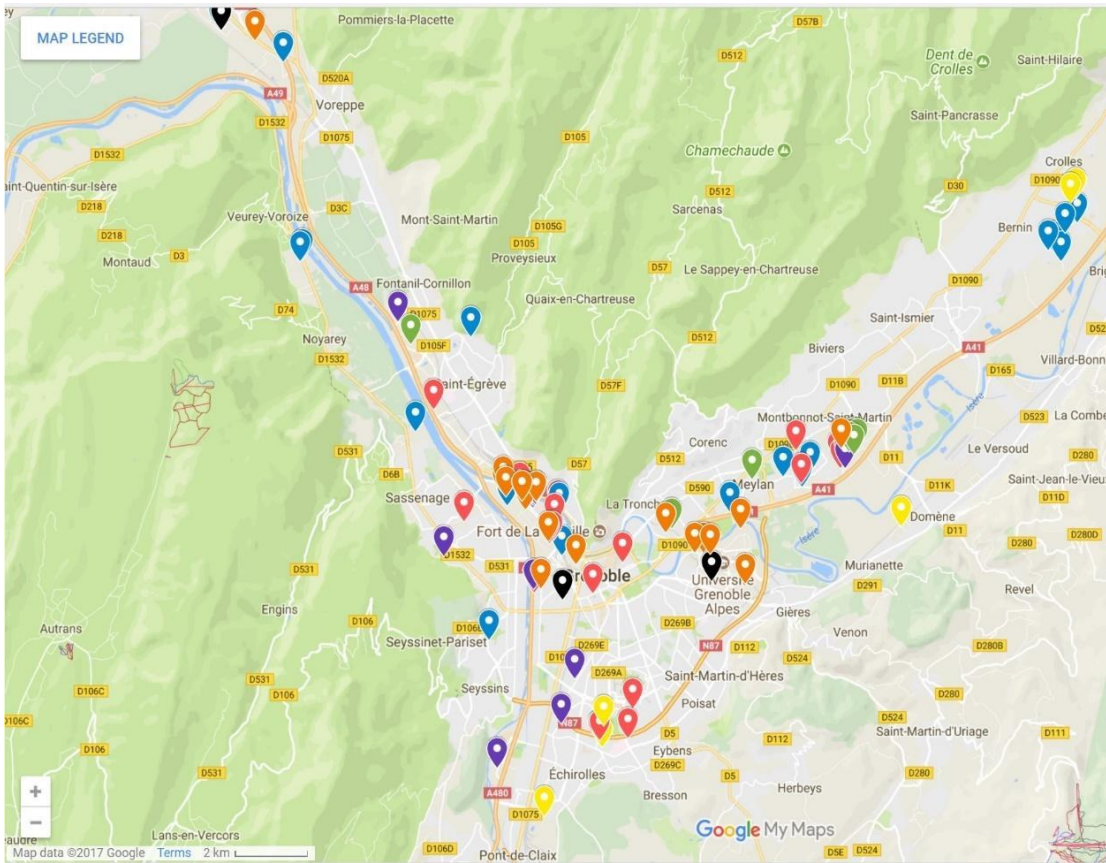 MAP LEGEND
Pommiers-la-Placette
D57B
D512
Dent de
Crolles
Saint-Hilaire
D520A
A49
Voreppe
D1532
D1075
D105
Saint-Pancrasse
Chamechaude
Crolles
D1090
D1532
D512
D30
aint-Quentin-sur-Isère
D218
D3C
Mont-Saint-Martin
Sarcenas
Veurey-Voroize
D105G
Bernin
D218
D3
D105
Proveysieux
Montaud
D57
Le Sappey-en-Chartreuse
A48
Fontanil-Cornillon
D1090
D74
D1075
Quaix-en-Chartreuse
Saint-Ismier
Noyarey
D105F
D512
D1532
Biviers
A41
D165
Villard-Bonn
D57F
D1090
D11B
Isère
Montbonnot-Saint-Martin
D523
La Combe
Corenc
D531
D512
D11
Le Versoud
D6B
D57
D280
Sassenage
D590
Meylan
A41
D11K
Saint-Jean-le-Vieux
La Tronche
D11D
Domène
Fort de La
ille
Isère
D11
D1532
D1090
D280
D280D
D531
Université
Grenoble
Alpes
Murianette
D531
D291
Revel
Engins
Gières
D106
D269B
Autrans
Seyssinet-Pariset
Venon
D269E
N87
D112
D280B
D524
D531
D269A
Saint-Martin-d'Hères
D106C
Seyssins
D106
Poisat
D280
D106C
N87
D524
D106
D5
Saint-Martin-d'Uriage
D111
Eybens
D112
D531
D269C
Échirolles
D5
D280
Bresson
Herbeys
A480
D1075
Lans-en-Vercors
Google My Maps
Map data ©2017 Google Terms 2 km
D106D
Pont-de-Claix
D5E
D524